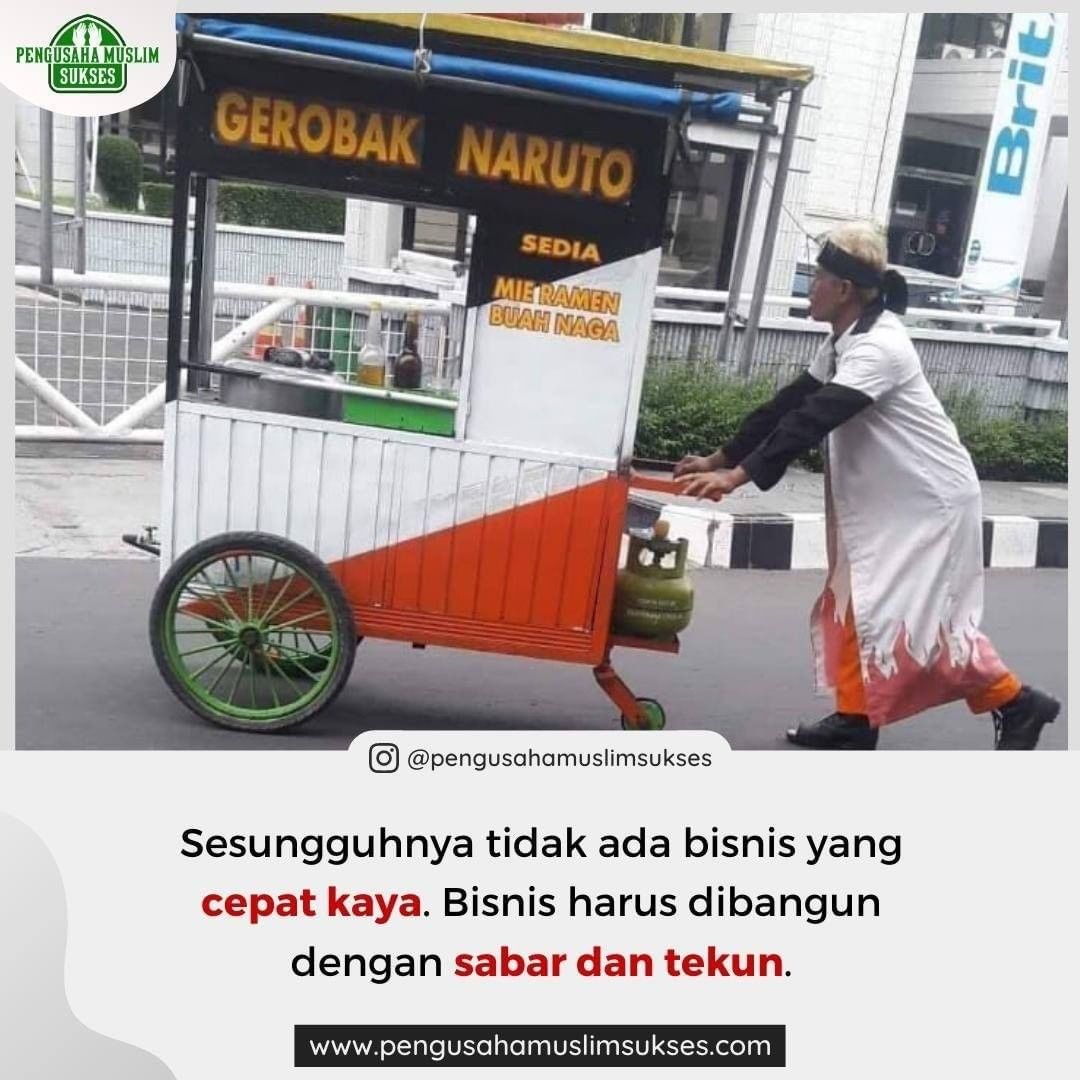 PENGUSAHA MUSLIM
SUKSES
GEROBAK NARUTO
SEDIA
MIE RAMEN
BUAH NAGA
Brit
@pengusahamuslimsukses
Sesungguhnya tidak ada bisnis yang
cepat kaya. Bisnis harus dibangun
dengan sabar dan tekun.
www.pengusahamuslimsukses.com